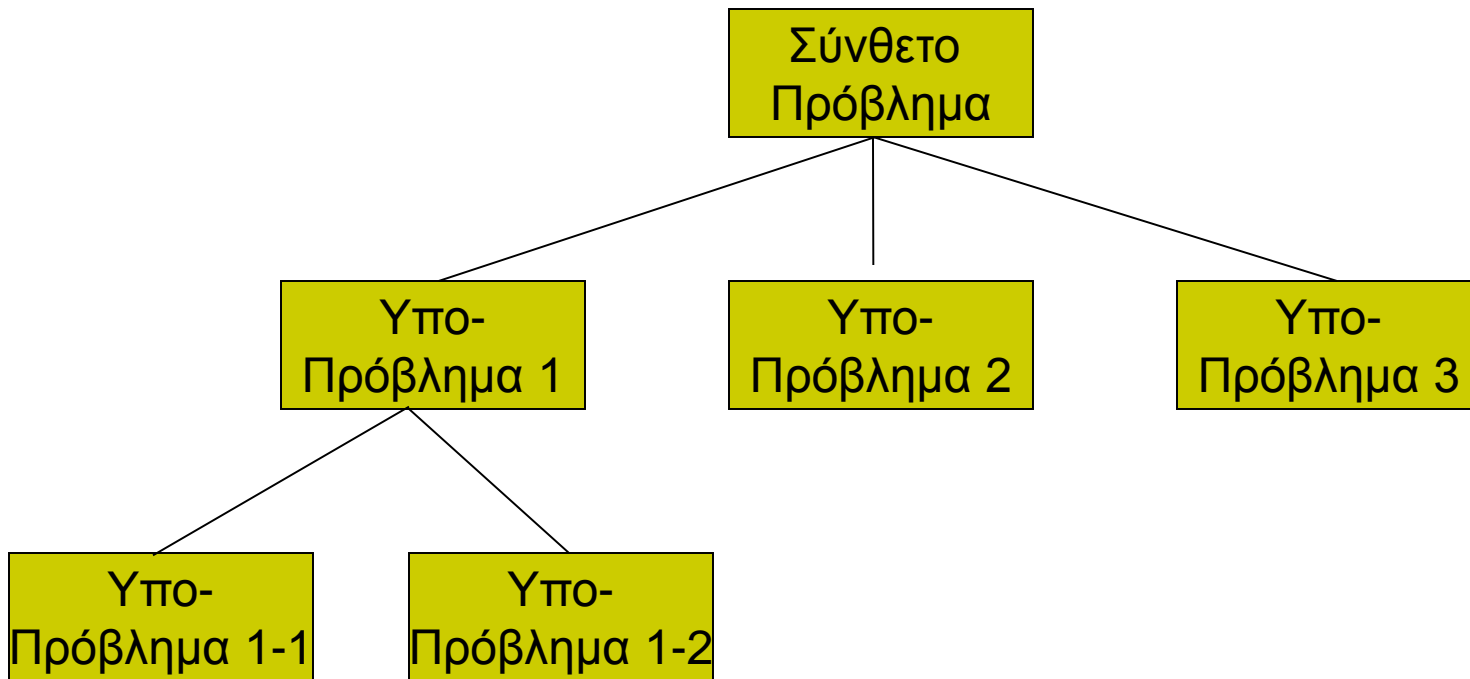 Σύνθετο
Πρόβλημα
Υπο-
Πρόβλημα 1
Υπο-
Πρόβλημα 2
Υπο-
Πρόβλημα 3
Υπο-
Πρόβλημα 1-1
Υπο-
Πρόβλημα 1-2